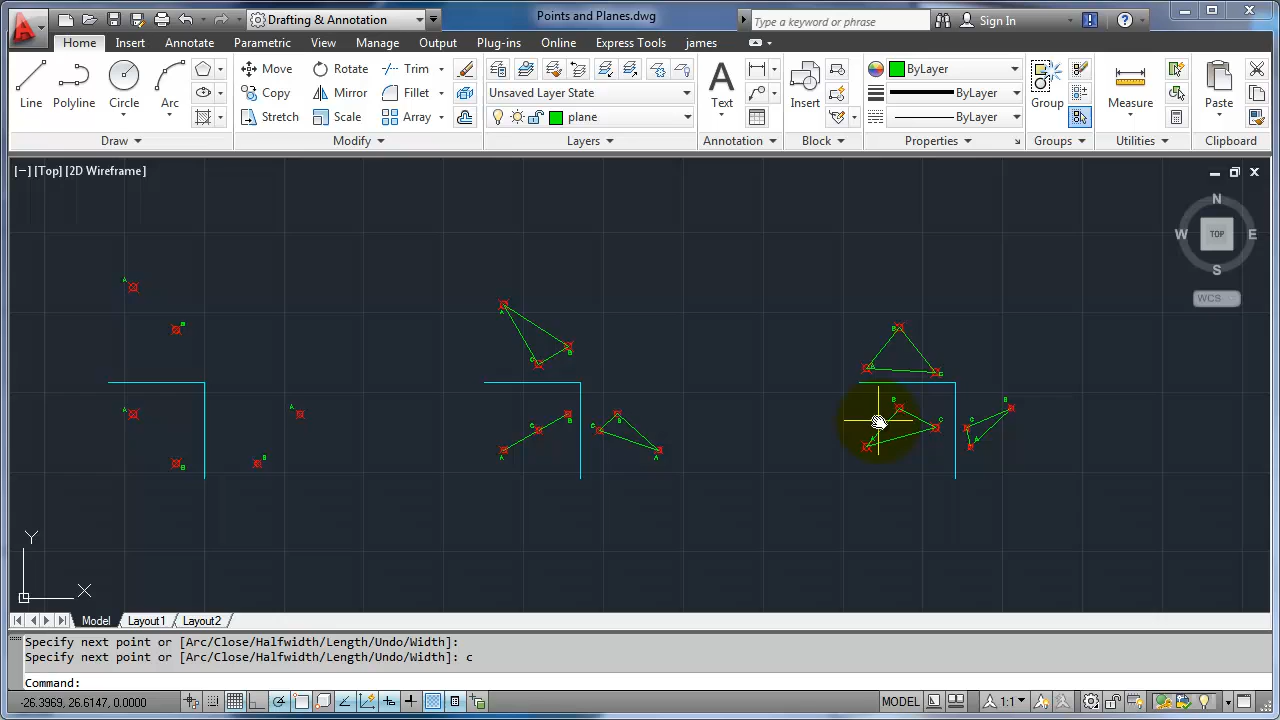 Drafting & Annotation
Points and Planes.dwg
Type a keyword or phrase
Sign In
Home Insert Annotate Parametric View Manage Output Plug-ins Online Express Tools james
Line
Polyline
Circle
Arc
Draw
Move
Rotate
Trim
Copy
Mirror
Fillet
Stretch
Scale
Array
Modify
Unsaved Layer State
plane
Layers
Text
Annotation
Insert
Block
ByLayer
ByLayer
ByLayer
Properties
Group
Groups
Measure
Utilities
Paste
Clipboard
[−] [Top] [2D Wireframe]
N
W TOP E
S
WCS
A
B
A
B
A
B
A
C
B
C
B
A
C
B
A
B
A
C
B
C
A
B
C
A
Y
X
Model Layout1 Layout2
Specify next point or [Arc/Close/Halfwidth/Length/Undo/Width]:
Specify next point or [Arc/Close/Halfwidth/Length/Undo/Width]: c
Command:
-26.3969, 26.6147, 0.0000
MODEL
1:1